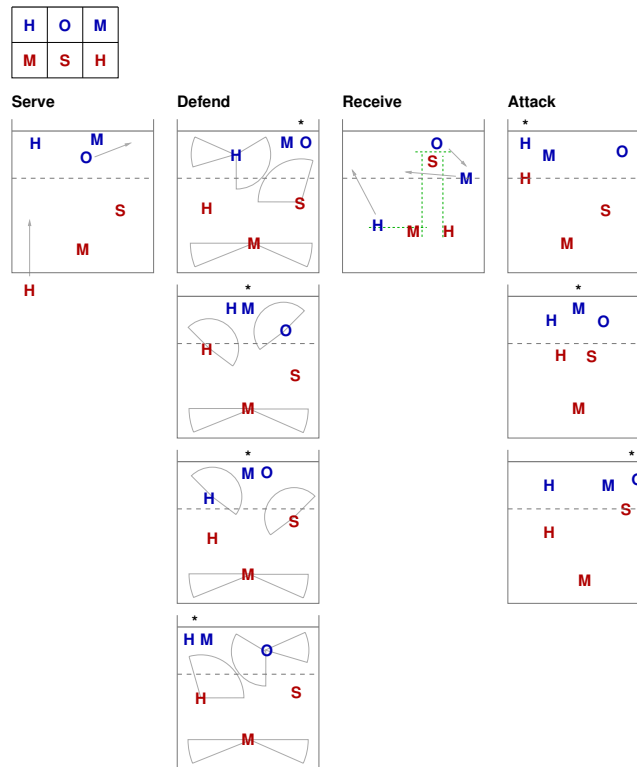 H O M
M S H
Serve Defend Receive Attack
* *
H M O H M O O S M H M H H M O
S H S H
M M H M
H
* *
H M O H M O
H S H S
M M
* *
M O H H M O
H S H S
M M
*
H M O
H S
M